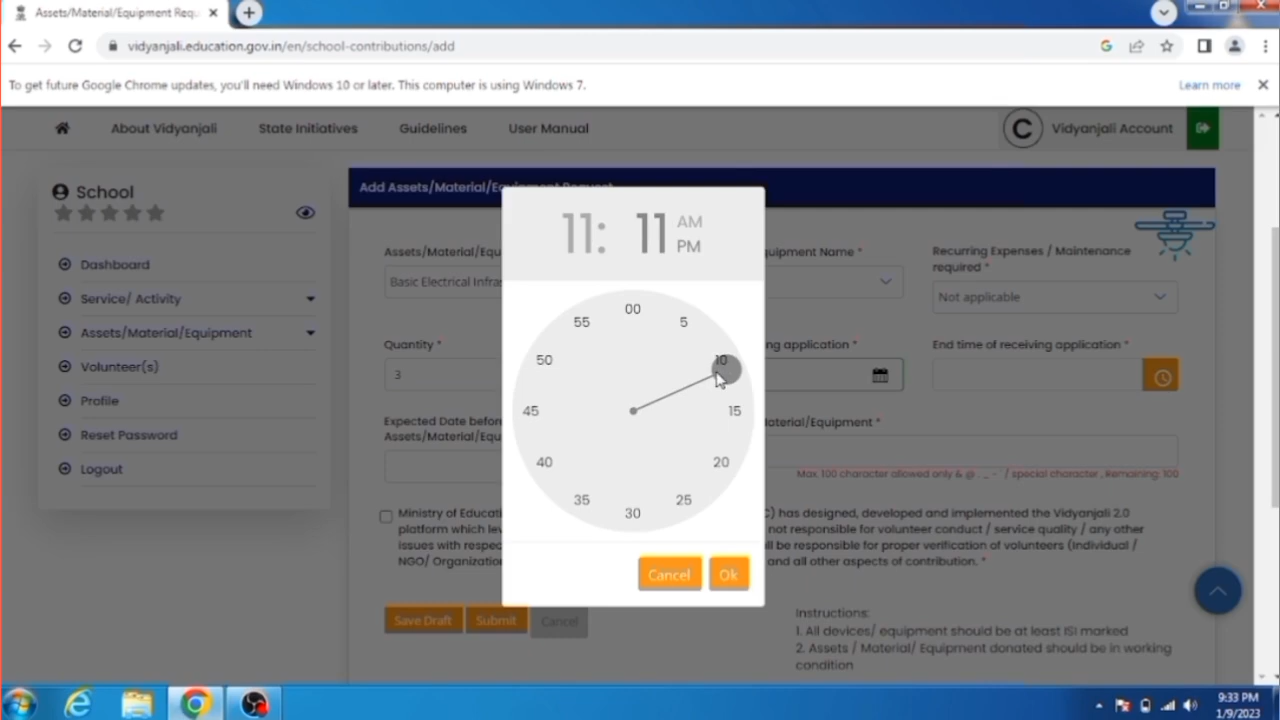 Assets/Material/Equipment Requ
vidyanjali.education.gov.in/en/school-contributions/add
To get future Google Chrome updates, you'll need Windows 10 or later. This computer is using Windows 7.
Learn more
About Vidyanjali
State Initiatives
Guidelines
User Manual
C
Vidyanjali Account
School
Dashboard
Service/ Activity
Assets/Material/Equipment
Volunteer(s)
Profile
Reset Password
Logout
Add Assets/Material/Equipment Request
Assets/Material/Equ
uipment Name *
Recurring Expenses / Maintenance
required *
Basic Electrical Infras
Not applicable
Quantity *
ng application *
End time of receiving application *
3
Expected Date before
Assets/Material/Equ
aterial/Equipment *
Max. 100 character allowed only & @ . _ - ' / special character , Remaining: 100
Ministry of Educati
C) has designed, developed and implemented the Vidyanjali 2.0
platform which lev
not responsible for volunteer conduct / service quality / any other
issues with respec
ll be responsible for proper verification of volunteers (Individual /
NGO/ Organization
and all other aspects of contribution. *
Save Draft
Submit
Cancel
Instructions:
1. All devices/ equipment should be at least ISI marked
2. Assets / Material/ Equipment donated should be in working
condition
11: 11
AM
PM
00
5
10
15
20
25
30
35
40
45
50
55
Cancel
Ok
9:33 PM
1/9/2023